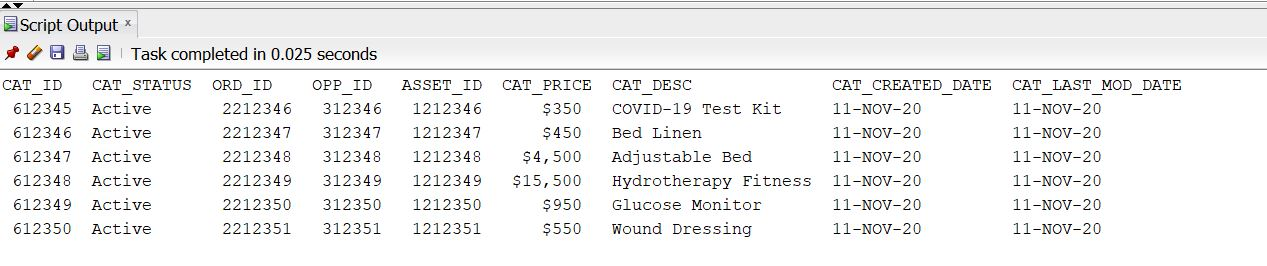 Script Output x
Task completed in 0.025 seconds
CAT_ID CAT_STATUS ORD_ID OPP_ID ASSET_ID CAT_PRICE CAT_DESC CAT_CREATED_DATE CAT_LAST_MOD_DATE
612345 Active 2212346 312346 1212346 $350 COVID-19 Test Kit 11-NOV-20 11-NOV-20
612346 Active 2212347 312347 1212347 $450 Bed Linen 11-NOV-20 11-NOV-20
612347 Active 2212348 312348 1212348 $4,500 Adjustable Bed 11-NOV-20 11-NOV-20
612348 Active 2212349 312349 1212349 $15,500 Hydrotherapy Fitness 11-NOV-20 11-NOV-20
612349 Active 2212350 312350 1212350 $950 Glucose Monitor 11-NOV-20 11-NOV-20
612350 Active 2212351 312351 1212351 $550 Wound Dressing 11-NOV-20 11-NOV-20